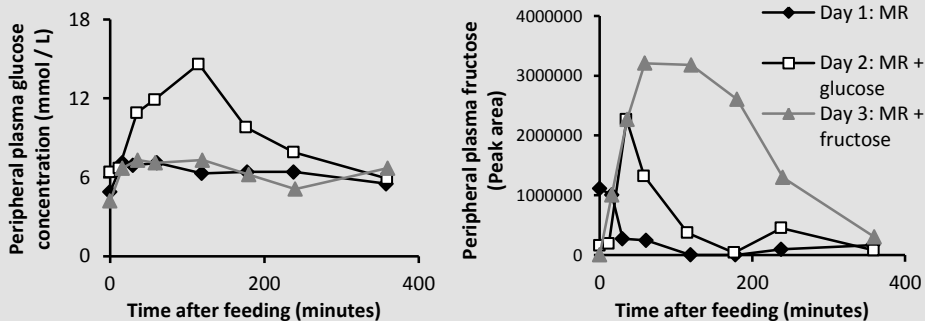 Peripheral plasma glucose
concentration (mmol / L)
18
12
6
0
0
200
400
Time after feeding (minutes)
Peripheral plasma fructose
(Peak area)
4000000
3000000
2000000
1000000
0
0
200
400
Time after feeding (minutes)
Day 1: MR
Day 2: MR +
glucose
Day 3: MR +
fructose